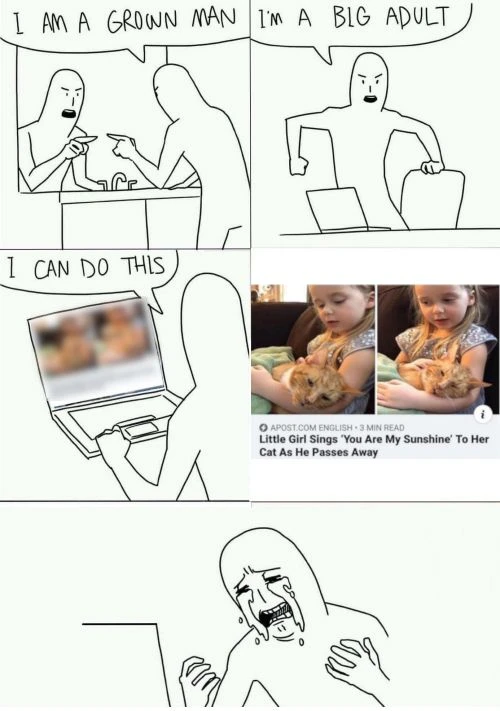 I AM A GROWN MAN
I'M A BIG ADULT
I CAN DO THIS
APOST.COM ENGLISH • 3 MIN READ
Little Girl Sings 'You Are My Sunshine' To Her
Cat As He Passes Away